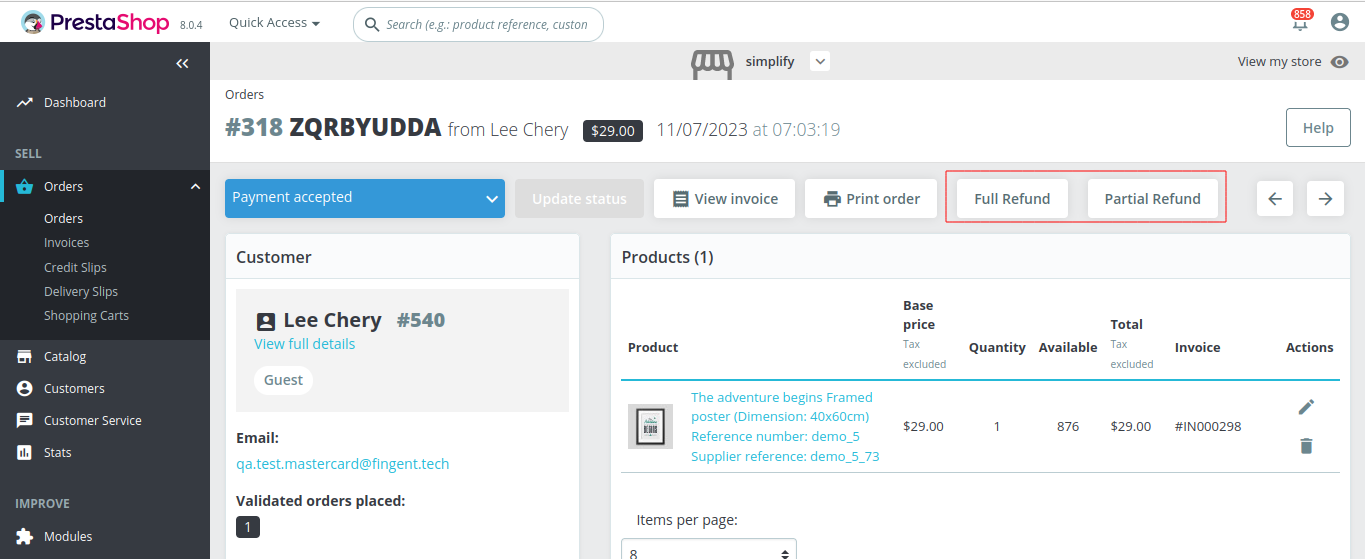 PrestaShop 8.0.4 Quick Access Search (e.g.: product reference, custon 858
simplify View my store
Dashboard
SELL
Orders
Orders
Invoices
Credit Slips
Delivery Slips
Shopping Carts
Catalog
Customers
Customer Service
Stats
IMPROVE
Modules
Orders
#318 ZQRBYUDDA from Lee Chery $29.00 11/07/2023 at 07:03:19 Help
Payment accepted Update status View invoice Print order Full Refund Partial Refund
Customer
Lee Chery #540
View full details
Guest
Email:
qa.test.mastercard@fingent.tech
Validated orders placed:
1
Products (1)
Product Base price Tax excluded Quantity Available Total Tax excluded Invoice Actions
The adventure begins Framed
poster (Dimension: 40x60cm)
Reference number: demo_5
Supplier reference: demo_5_73
$29.00 1 876 $29.00 #IN000298
Items per page:
8